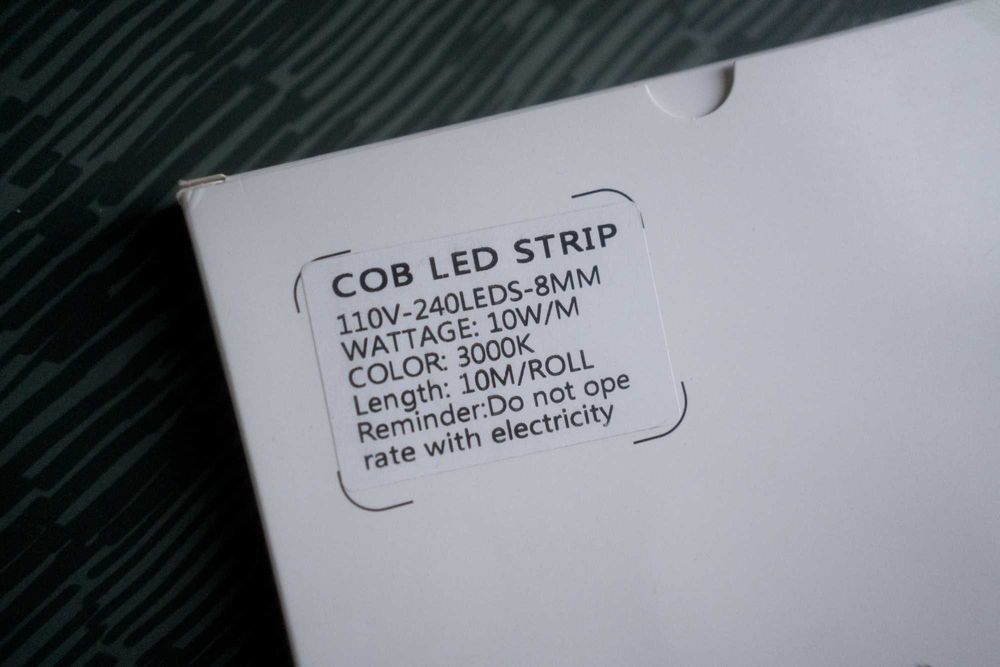 COB LED STRIP
110V-240LEDS-8MM
WATTAGE: 10W/M
COLOR: 3000K
Length: 10M/ROLL
Reminder:Do not ope
rate with electricity